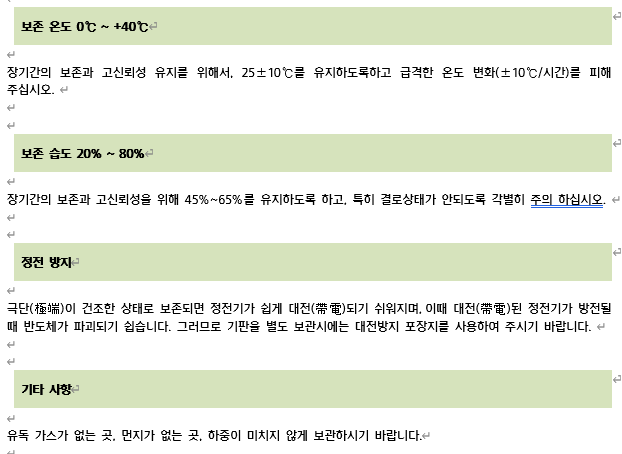 보존 온도 0℃ ~ +40℃
장기간의 보존과 고신뢰성 유지를 위해서, 25±10℃를 유지하도록하고 급격한 온도 변화(±10℃/시간)를 피해
주십시오.
보존 습도 20% ~ 80%
장기간의 보존과 고신뢰성을 위해 45%~65%를 유지하도록 하고, 특히 결로상태가 안되도록 각별히 주의 하십시오.
정전 방지
극단(極端)이 건조한 상태로 보존되면 정전기가 쉽게 대전(帶電)되기 쉬워지며, 이때 대전(帶電)된 정전기가 방전될
때 반도체가 파괴되기 쉽습니다. 그러므로 기판을 별도 보관시에는 대전방지 포장지를 사용하여 주시기 바랍니다.
기타 사항
유독 가스가 없는 곳, 먼지가 없는 곳, 하중이 미치지 않게 보관하시기 바랍니다.